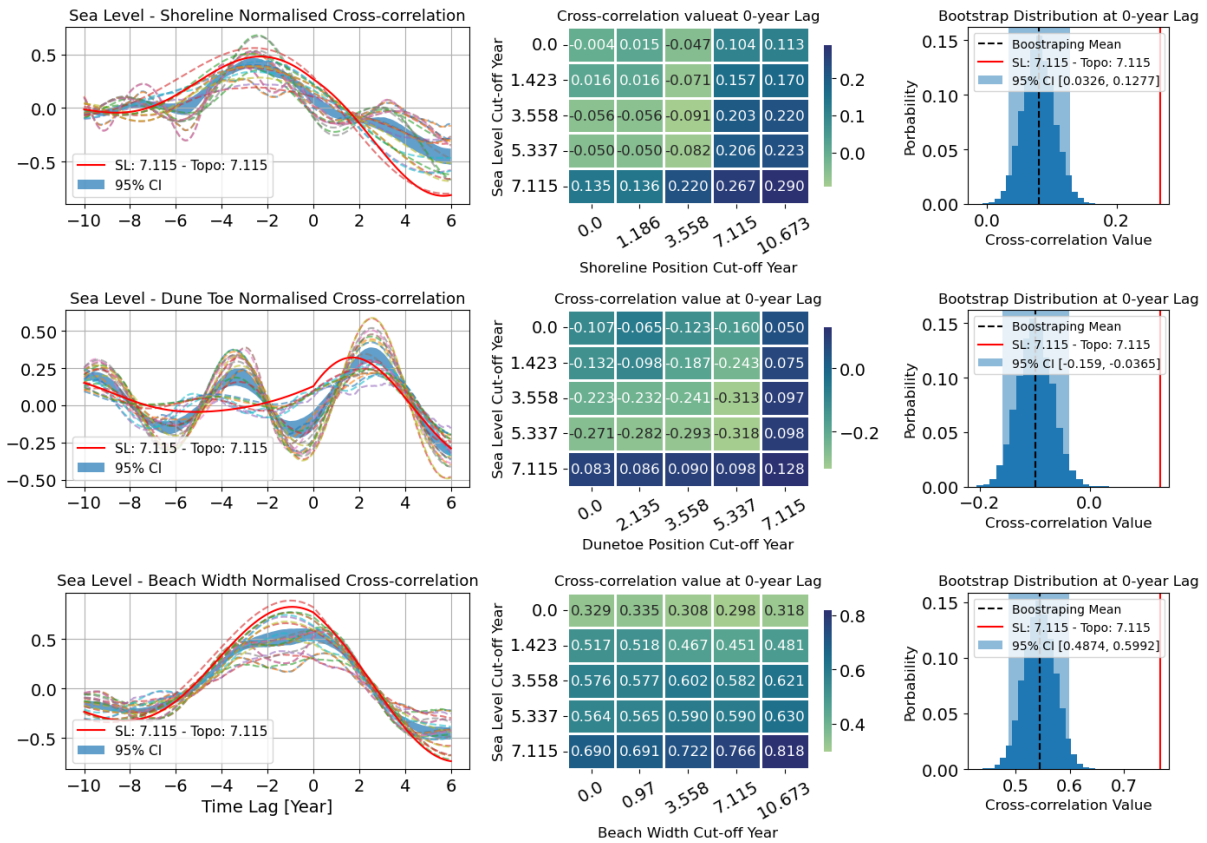 Sea Level - Shoreline Normalised Cross-correlation
0.5
0.0
−0.5
SL: 7.115 - Topo: 7.115
95% CI
−10 −8 −6 −4 −2 0 2 4 6
Cross-correlation valueat 0-year Lag
Sea Level Cut-off Year
0.0 -0.004 0.015 -0.047 0.104 0.113
1.423 0.016 0.016 -0.071 0.157 0.170
3.558 -0.056 -0.056 -0.091 0.203 0.220
5.337 -0.050 -0.050 -0.082 0.206 0.223
7.115 0.135 0.136 0.220 0.267 0.290
0.0 1.186 3.558 7.115 10.673
Shoreline Position Cut-off Year
0.2
0.1
0.0
Bootstrap Distribution at 0-year Lag
Boostraping Mean
SL: 7.115 - Topo: 7.115
95% CI [0.0326, 0.1277]
Porbability
0.15
0.10
0.05
0.00
0.0 0.2
Cross-correlation Value
Sea Level - Dune Toe Normalised Cross-correlation
0.50
0.25
0.00
−0.25
−0.50
SL: 7.115 - Topo: 7.115
95% CI
−10 −8 −6 −4 −2 0 2 4 6
Cross-correlation value at 0-year Lag
Sea Level Cut-off Year
0.0 -0.107 -0.065 -0.123 -0.160 0.050
1.423 -0.132 -0.098 -0.187 -0.243 0.075
3.558 -0.223 -0.232 -0.241 -0.313 0.097
5.337 -0.271 -0.282 -0.293 -0.318 0.098
7.115 0.083 0.086 0.090 0.098 0.128
0.0 2.135 3.558 5.337 7.115
Dunetoe Position Cut-off Year
0.0
−0.2
Bootstrap Distribution at 0-year Lag
Boostraping Mean
SL: 7.115 - Topo: 7.115
95% CI [-0.159, -0.0365]
Porbability
0.15
0.10
0.05
0.00
−0.2 0.0
Cross-correlation Value
Sea Level - Beach Width Normalised Cross-correlation
0.5
0.0
−0.5
SL: 7.115 - Topo: 7.115
95% CI
−10 −8 −6 −4 −2 0 2 4 6
Time Lag [Year]
Cross-correlation value at 0-year Lag
Sea Level Cut-off Year
0.0 0.329 0.335 0.308 0.298 0.318
1.423 0.517 0.518 0.467 0.451 0.481
3.558 0.576 0.577 0.602 0.582 0.621
5.337 0.564 0.565 0.590 0.590 0.630
7.115 0.690 0.691 0.722 0.766 0.818
0.0 0.97 3.558 7.115 10.673
Beach Width Cut-off Year
0.8
0.6
0.4
Bootstrap Distribution at 0-year Lag
Boostraping Mean
SL: 7.115 - Topo: 7.115
95% CI [0.4874, 0.5992]
Porbability
0.15
0.10
0.05
0.00
0.5 0.6 0.7
Cross-correlation Value